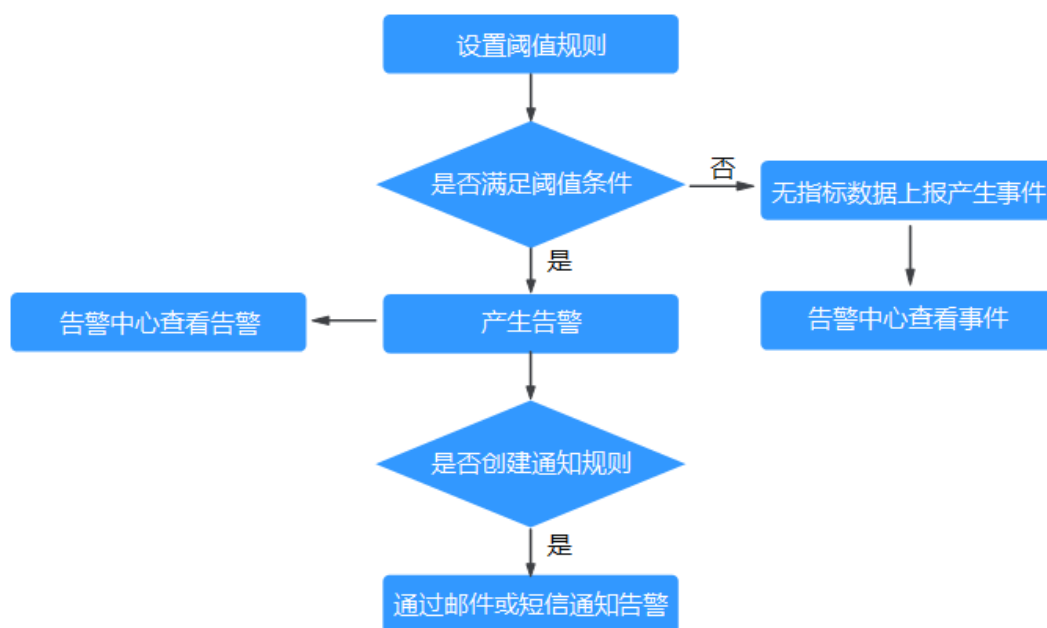 设置阈值规则
是否满足阈值条件
否
无指标数据上报产生事件
是
告警中心查看告警
产生告警
告警中心查看事件
是否创建通知规则
是
通过邮件或短信通知告警